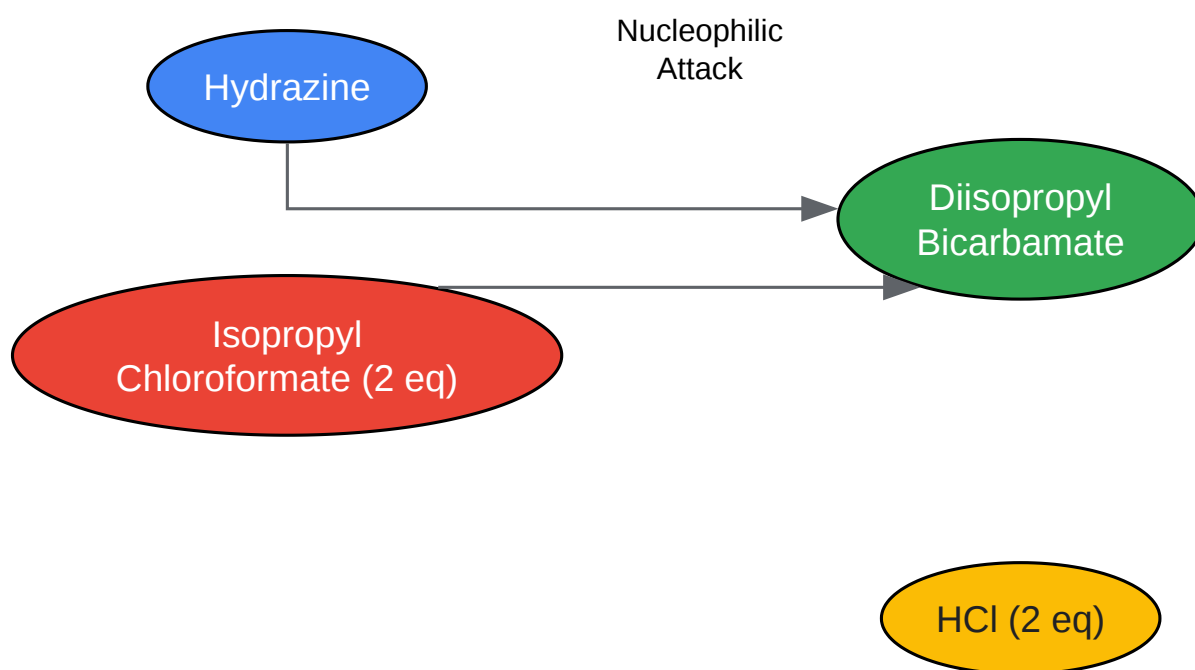 Nucleophilic
Attack
Hydrazine
Diisopropyl
Bicarbamate
Isopropyl
Chloroformate (2 eq)
HCl (2 eq)